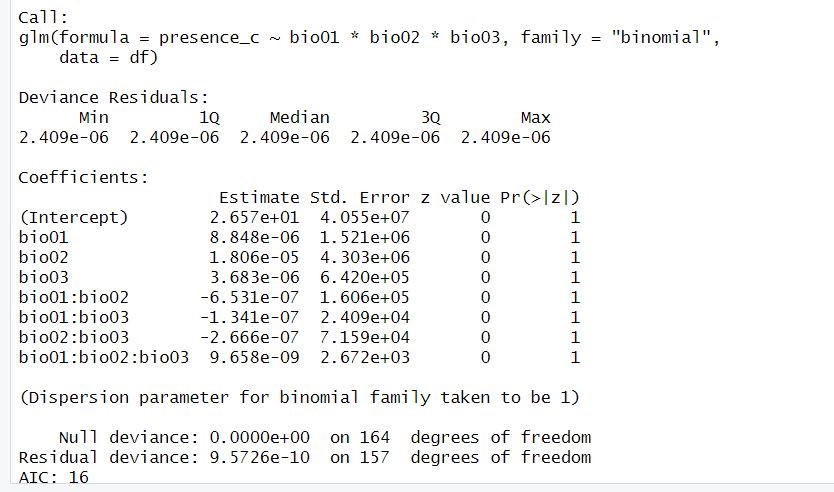 Call:
glm(formula = presence_c ~ bio01 * bio02 * bio03, family = "binomial",
    data = df)

Deviance Residuals:
      Min         1Q     Median         3Q        Max
2.409e-06  2.409e-06  2.409e-06  2.409e-06  2.409e-06

Coefficients:
                    Estimate Std. Error z value Pr(>|z|)
(Intercept)        2.657e+01  4.055e+07       0        1
bio01              8.848e-06  1.521e+06       0        1
bio02              1.806e-05  4.303e+06       0        1
bio03              3.683e-06  6.420e+05       0        1
bio01:bio02       -6.531e-07  1.606e+05       0        1
bio01:bio03       -1.341e-07  2.409e+04       0        1
bio02:bio03       -2.666e-07  7.159e+04       0        1
bio01:bio02:bio03  9.658e-09  2.672e+03       0        1

(Dispersion parameter for binomial family taken to be 1)

    Null deviance: 0.0000e+00  on 164  degrees of freedom
Residual deviance: 9.5726e-10  on 157  degrees of freedom
AIC: 16